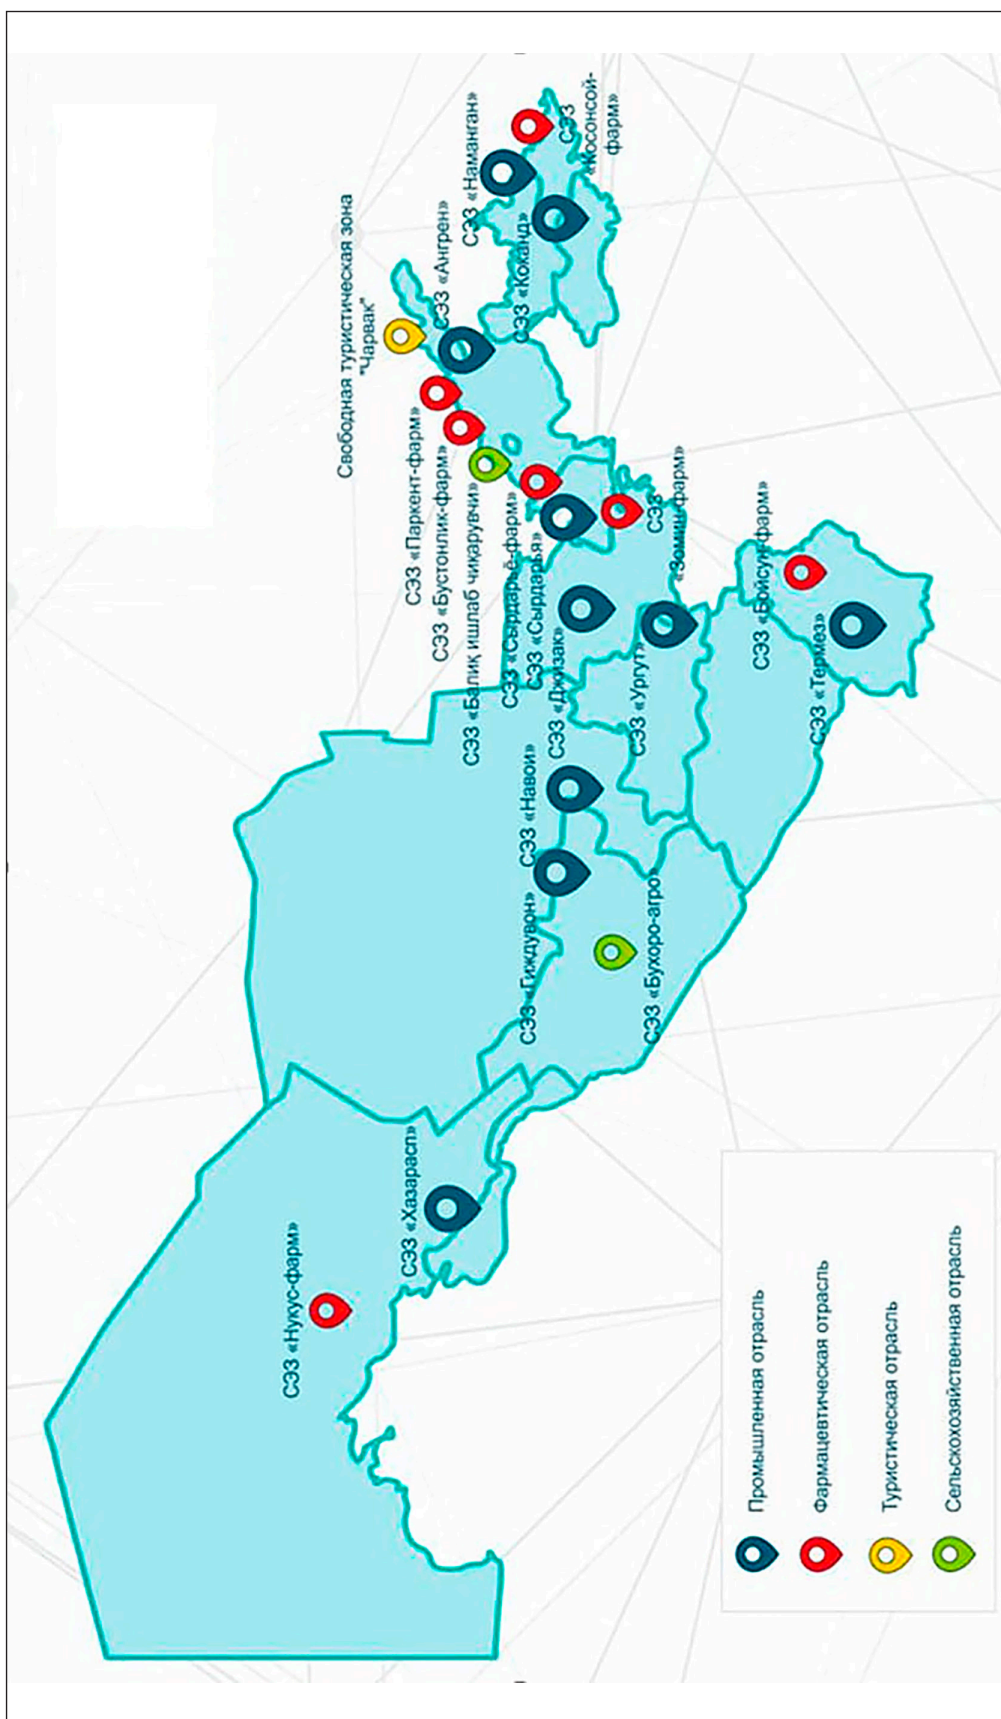 Свободная туристическая зона
"Чарвак"
СЭЗ «Наманган»
СЭЗ
«Косонсой-
фарм»
СЭЗ «Ангрен»
СЭЗ «Коканд»
СЭЗ «Паркент-фарм»
СЭЗ «Бустонлик-фарм»
СЭЗ «Балиқ ишлаб чиқарувчи»
СЭЗ «Сырдарьё-фарм»
СЭЗ «Сырдарья»
СЭЗ «Джизак»
СЭЗ
«Зомин-фарм»
СЭЗ «Ургут»
СЭЗ «Бойсун-фарм»
СЭЗ «Термез»
СЭЗ «Навои»
СЭЗ «Гиждувон»
СЭЗ «Бухоро-агро»
СЭЗ «Хазарасп»
СЭЗ «Нукус-фарм»
Промышленная отрасль
Фармацевтическая отрасль
Туристическая отрасль
Сельскохозяйственная отрасль